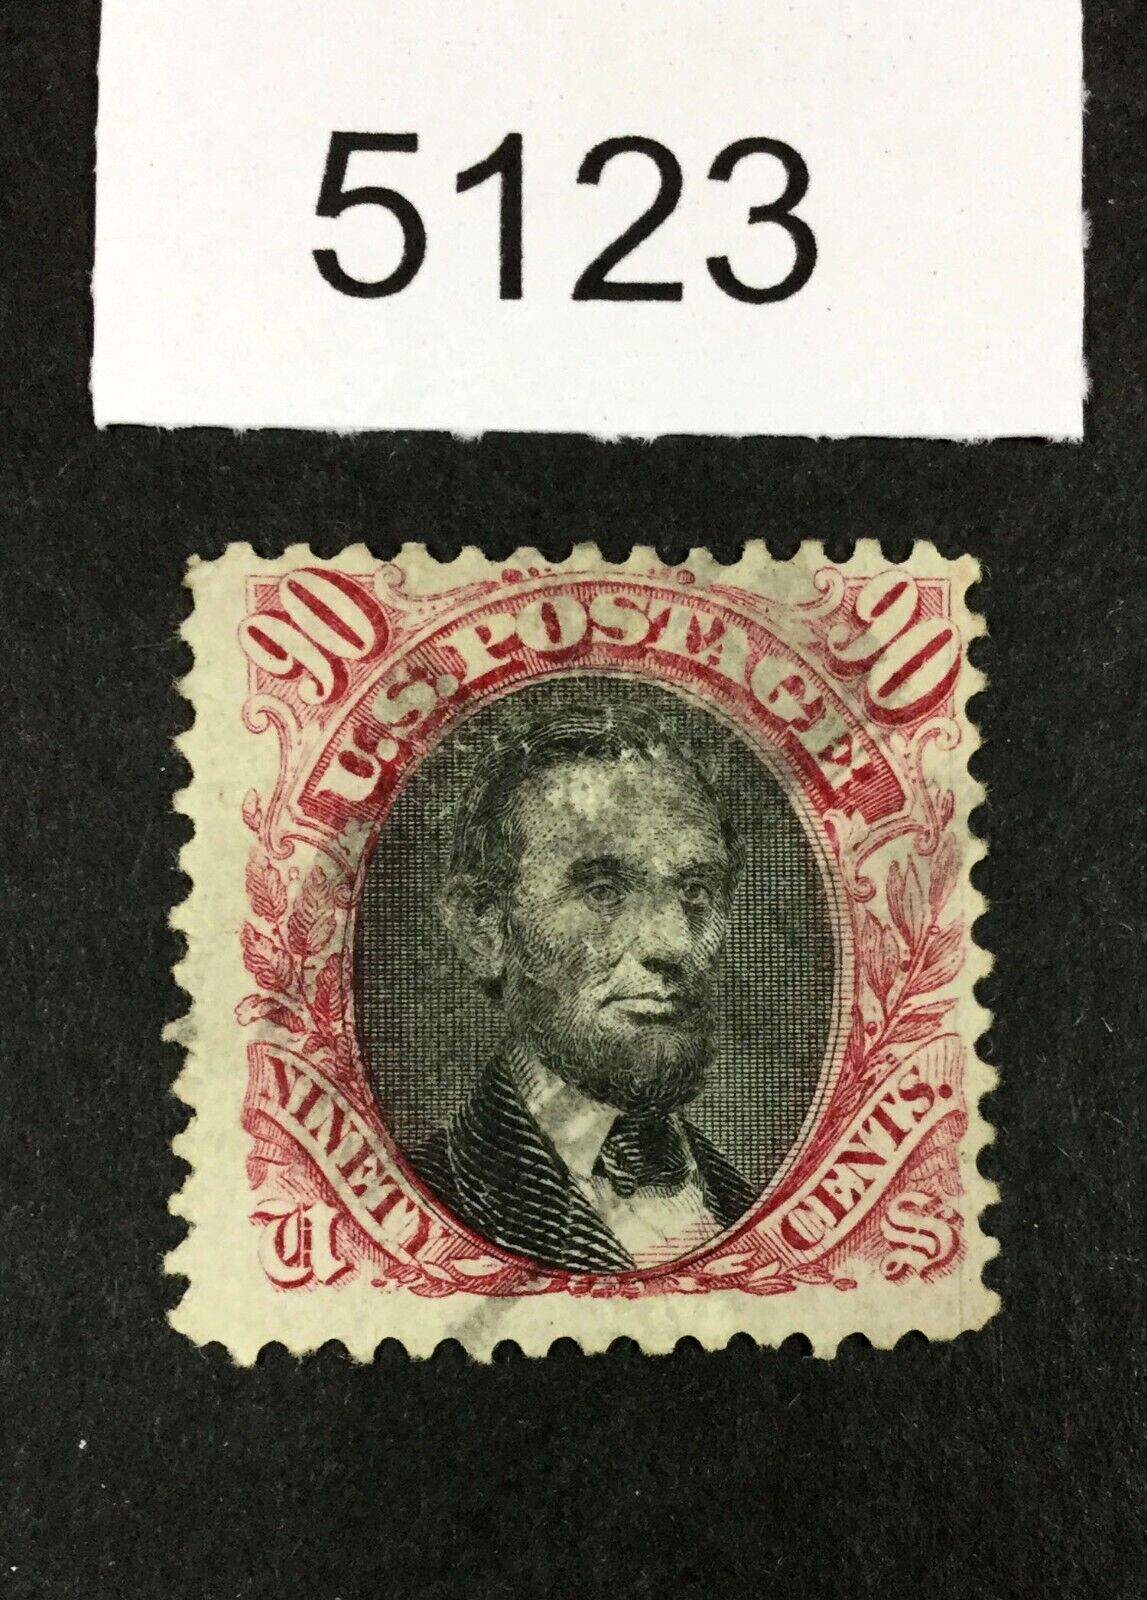 5123
90 90
U.S. POSTAGE
NINETY CENTS.
U S